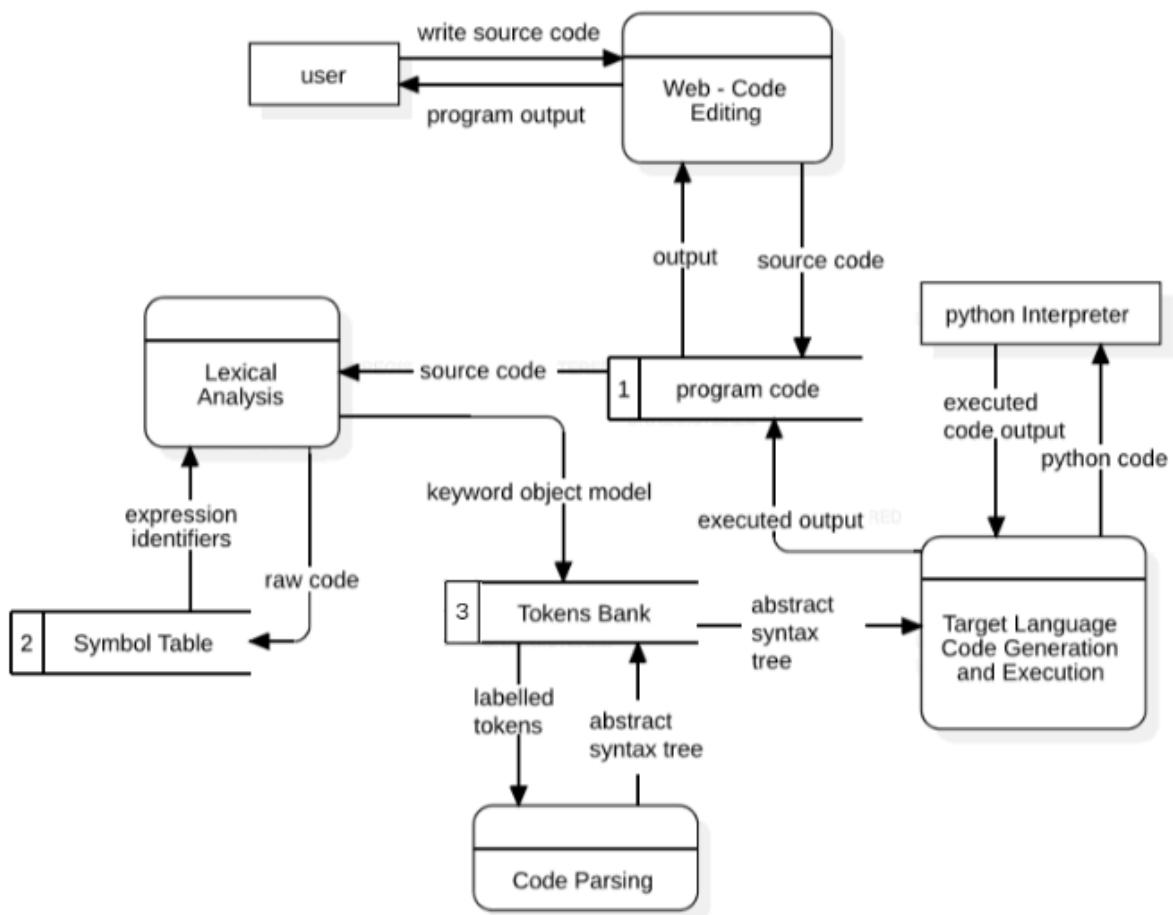 write source code
user
program output
Web - Code
Editing
output
source code
python Interpreter
Lexical
Analysis
source code
1
program code
executed
code output
python code
keyword object model
executed output
expression
identifiers
raw code
2
Symbol Table
3
Tokens Bank
abstract
syntax
tree
Target Language
Code Generation
and Execution
labelled
tokens
abstract
syntax tree
Code Parsing